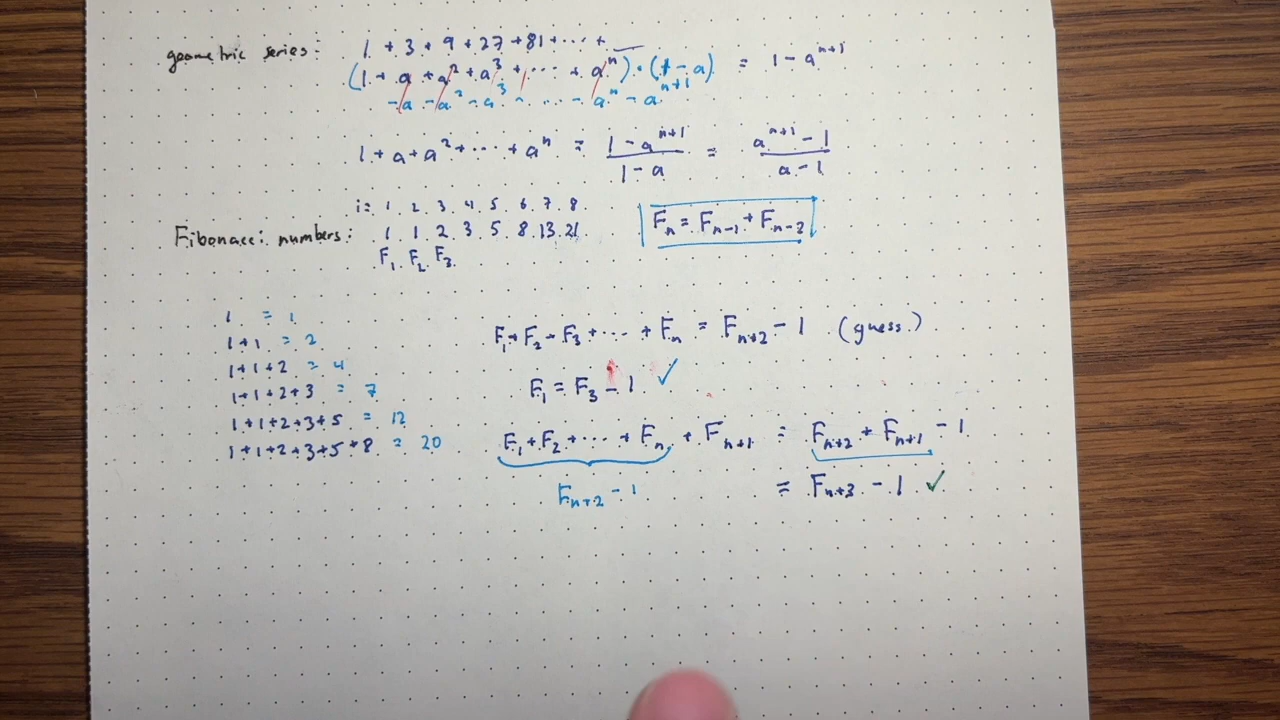 geometric series: 1 + 3 + 9 + 27 + 81 + ... +
(1 + a + a² + a³ + ... + aⁿ) · (1 - a) = 1 - aⁿ⁺¹
-a - a² - a³ - ... - aⁿ - aⁿ⁺¹
1 + a + a² + ... + aⁿ = (1 - aⁿ⁺¹)/(1 - a) = (aⁿ⁺¹ - 1)/(a - 1)
i= 1 2 3 4 5 6 7 8
Fibonacci numbers: 1 1 2 3 5 8 13 21
F₁ F₂ F₃
Fₙ = Fₙ₋₁ + Fₙ₋₂
1 = 1
1+1 = 2
1+1+2 = 4
1+1+2+3 = 7
1+1+2+3+5 = 12
1+1+2+3+5+8 = 20
F₁ + F₂ + F₃ + ... + Fₙ = Fₙ₊₂ - 1 (guess)
F₁ = F₃ - 1 ✓
F₁ + F₂ + ... + Fₙ + Fₙ₊₁ = Fₙ₊₂ + Fₙ₊₁ - 1
Fₙ₊₂ - 1
= Fₙ₊₃ - 1 ✓